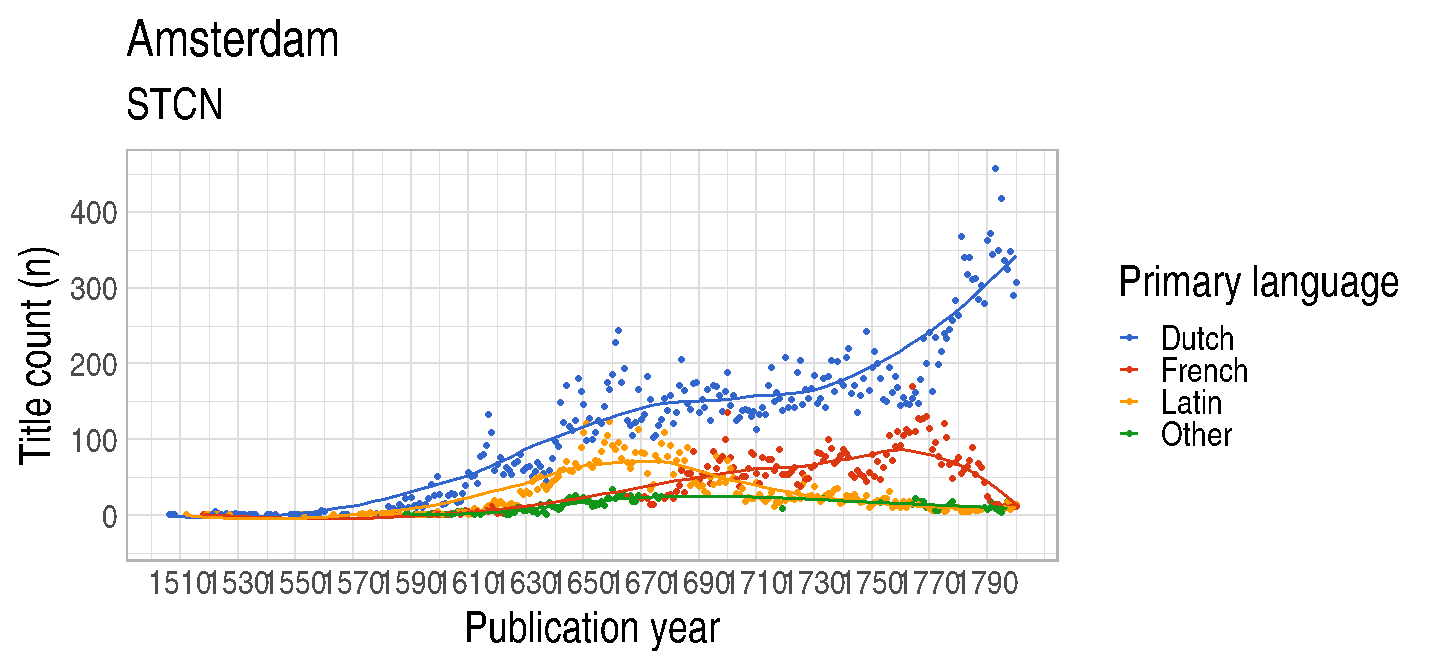 Amsterdam
STCN
Title count (n)
400
300
200
100
0
1510 1530 1550 1570 1590 1610 1630 1650 1670 1690 1710 1730 1750 1770 1790
Publication year
Primary language
Dutch
French
Latin
Other